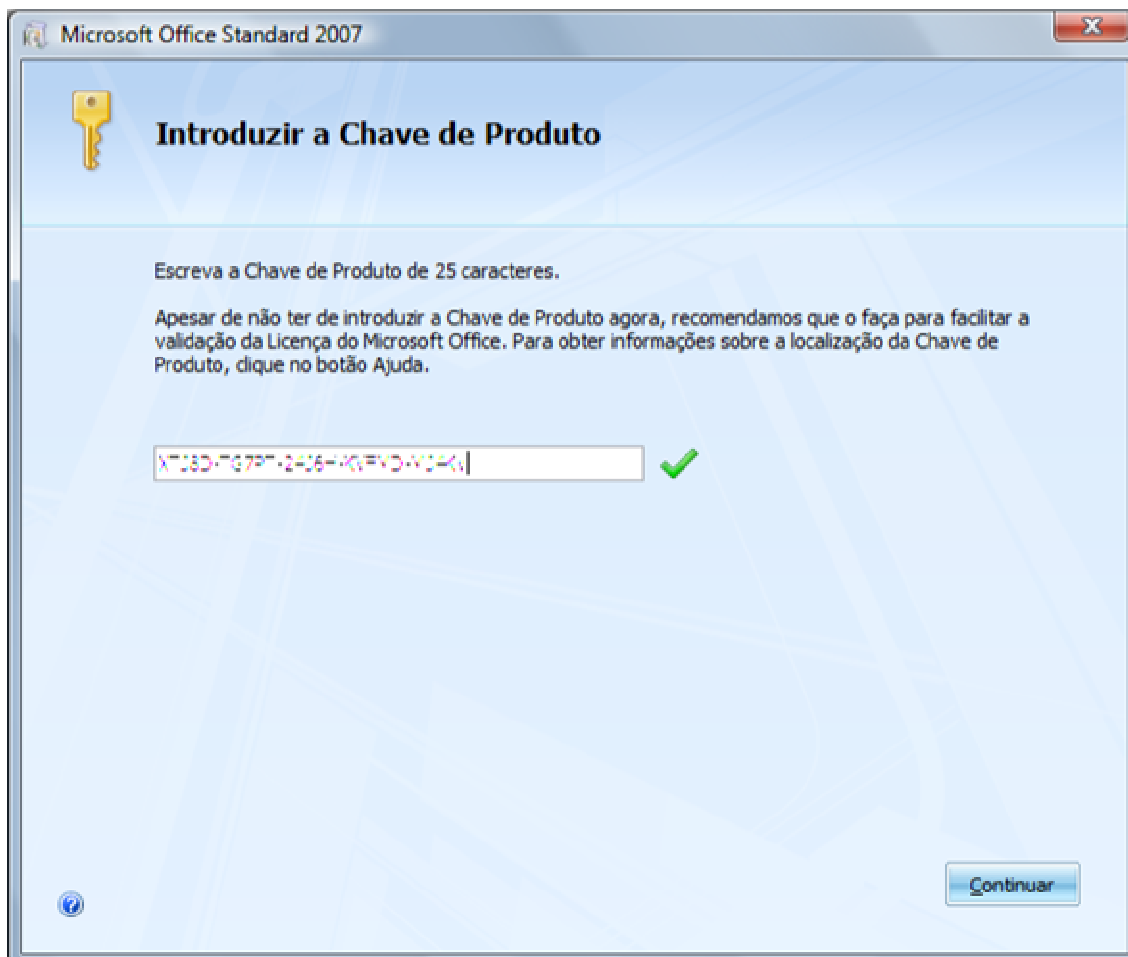 Microsoft Office Standard 2007
Introduzir a Chave de Produto
Escreva a Chave de Produto de 25 caracteres.
Apesar de não ter de introduzir a Chave de Produto agora, recomendamos que o faça para facilitar a
validação da Licença do Microsoft Office. Para obter informações sobre a localização da Chave de
Produto, clique no botão Ajuda.
Continuar